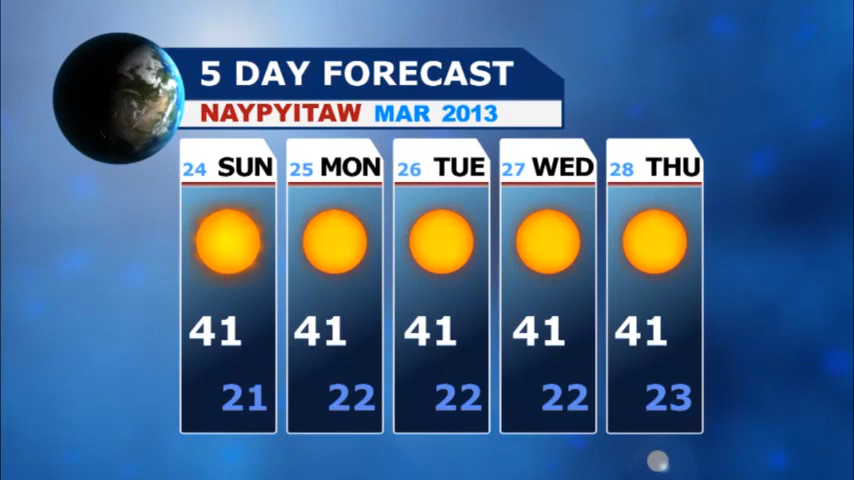 5 DAY FORECAST
NAYPYITAW MAR 2013
24 SUN 25 MON 26 TUE 27 WED 28 THU
41 41 41 41 41
21 22 22 22 23